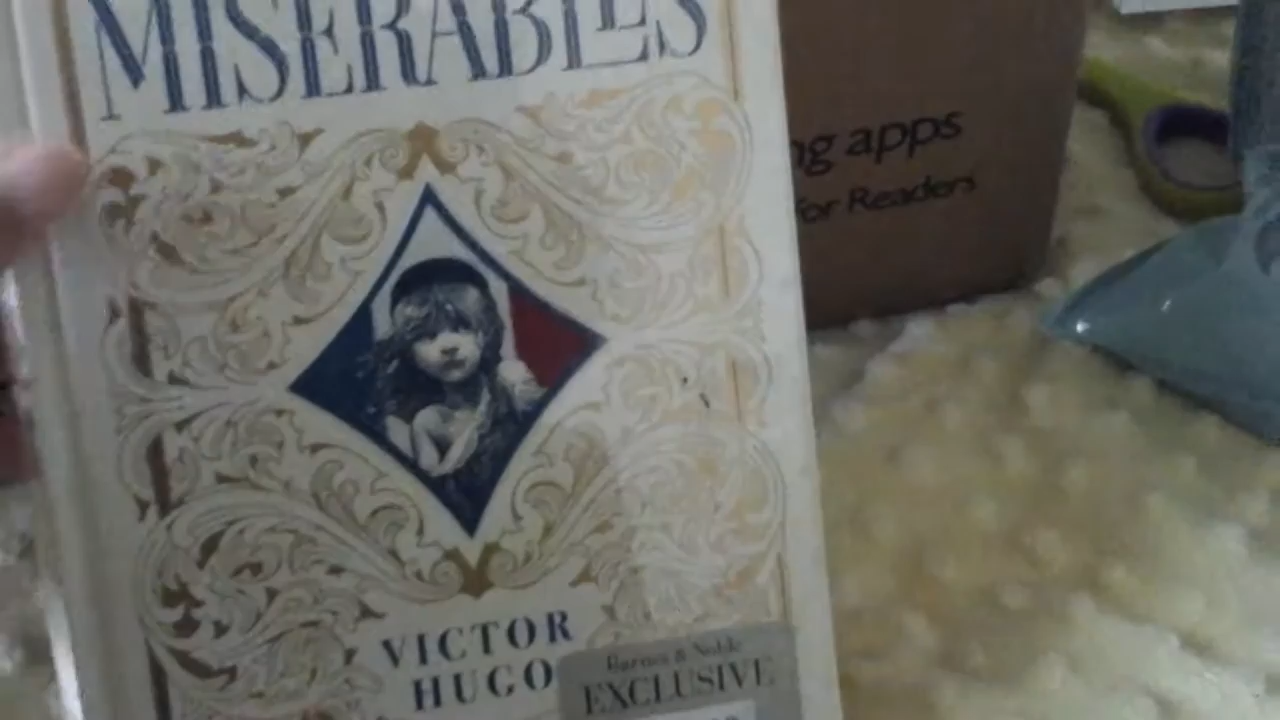 MISERABLES
VICTOR
HUGO
Barnes & Noble
EXCLUSIVE
ng apps
for Readers